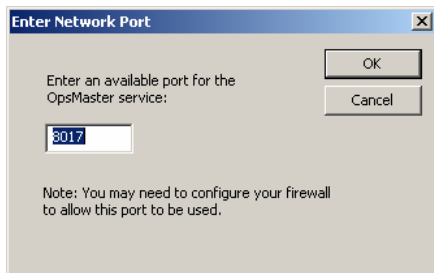 Enter Network Port
OK
Enter an available port for the
OpsMaster service:
Cancel
8017
Note: You may need to configure your firewall
to allow this port to be used.